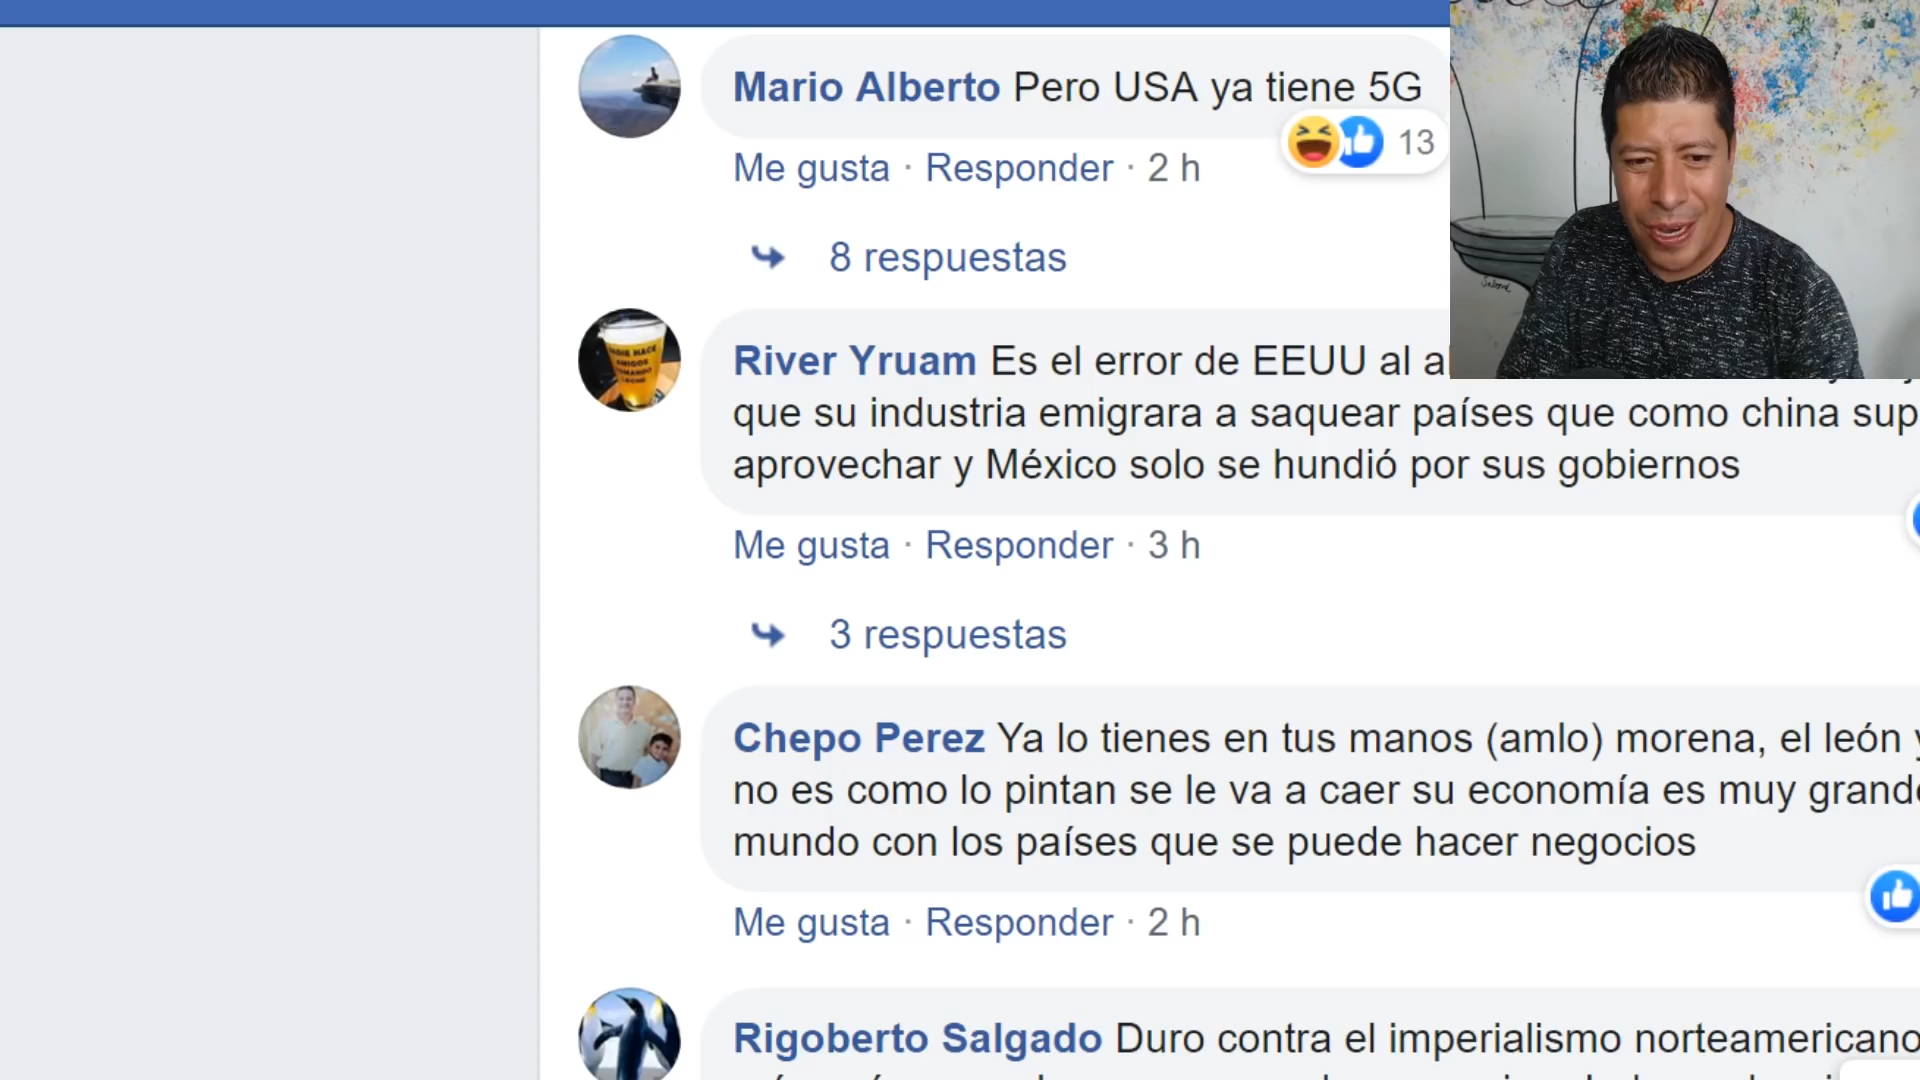 Mario Alberto Pero USA ya tiene 5G
13
Me gusta · Responder · 2 h
8 respuestas
River Yruam Es el error de EEUU al
que su industria emigrara a saquear países que como china
aprovechar y México solo se hundió por sus gobiernos
Me gusta · Responder · 3 h
3 respuestas
Chepo Perez Ya lo tienes en tus manos (amlo) morena, el león
no es como lo pintan se le va a caer su economía es muy
mundo con los países que se puede hacer negocios
Me gusta · Responder · 2 h
Rigoberto Salgado Duro contra el imperialismo norteamericano